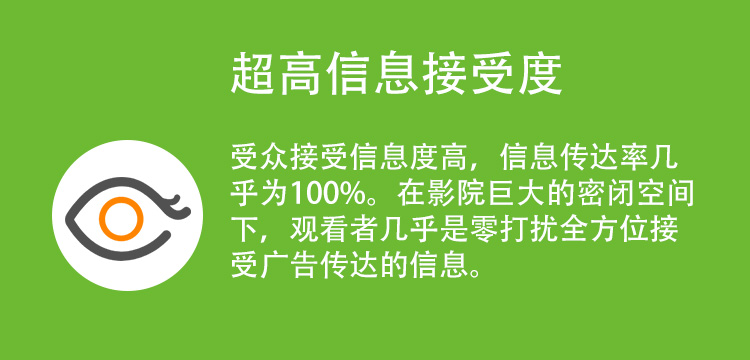 超高信息接受度
受众接受信息度高，信息传达率几
乎为100%。在影院巨大的密闭空间
下，观看者几乎是零打扰全方位接
受广告传达的信息。